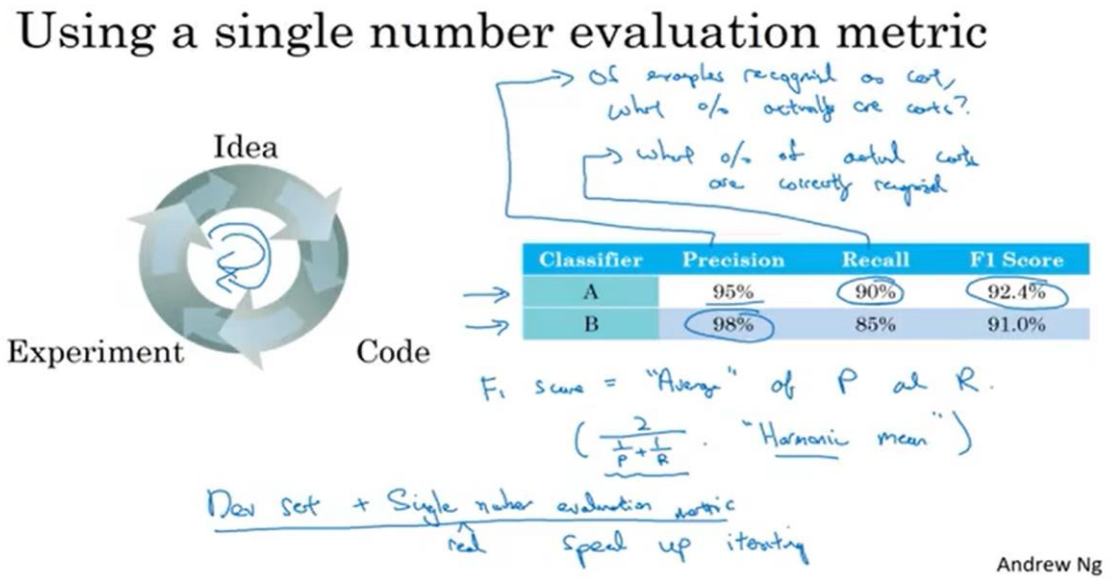 Using a single number evaluation metric
→ Of examples recognized as cat,
what % actually are cats?
→ what % of actual cats
are correctly recognized
Idea
Experiment
Code
Classifier Precision Recall F1 Score
→ A 95% 90% 92.4%
→ B 98% 85% 91.0%
F₁ score = "Average" of P and R.
( 2 / (1/P + 1/R) . "Harmonic mean" )
Dev set + Single number evaluation metric
real speed up iterating
Andrew Ng